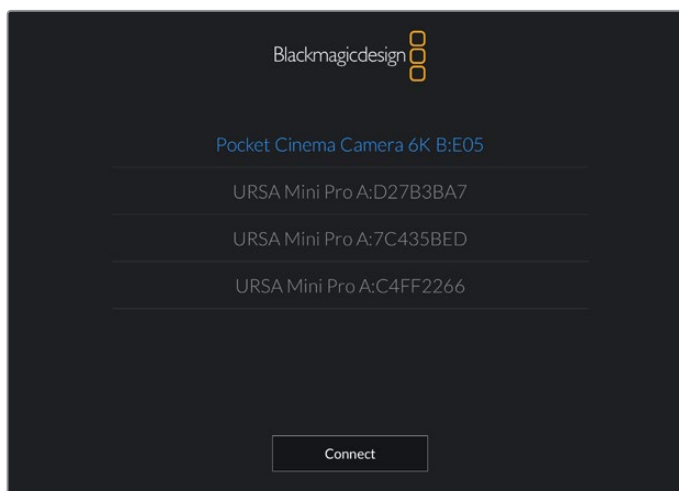 Blackmagicdesign
Pocket Cinema Camera 6K B:E05
URSA Mini Pro A:D27B3BA7
URSA Mini Pro A:7C435BED
URSA Mini Pro A:C4FF2266
Connect